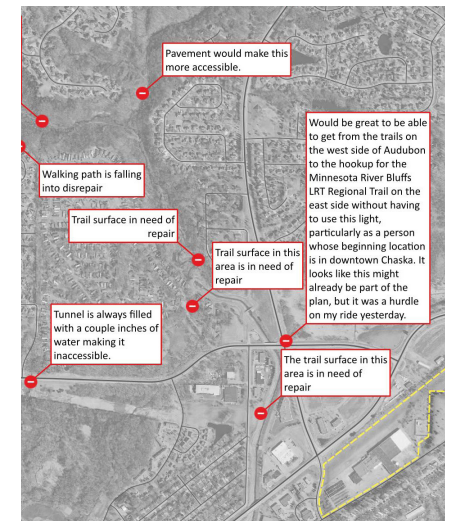 Pavement would make this
more accessible.
Would be great to be able
to get from the trails on
the west side of Audubon
to the hookup for the
Minnesota River Bluffs
LRT Regional Trail on the
east side without having
to use this light,
particularly as a person
whose beginning location
is in downtown Chaska. It
looks like this might
already be part of the
plan, but it was a hurdle
on my ride yesterday.
Walking path is falling
into disrepair
Trail surface in need of
repair
Trail surface in this
area is in need of
repair
Tunnel is always filled
with a couple inches of
water making it
inaccessible.
The trail surface in this
area is in need of
repair